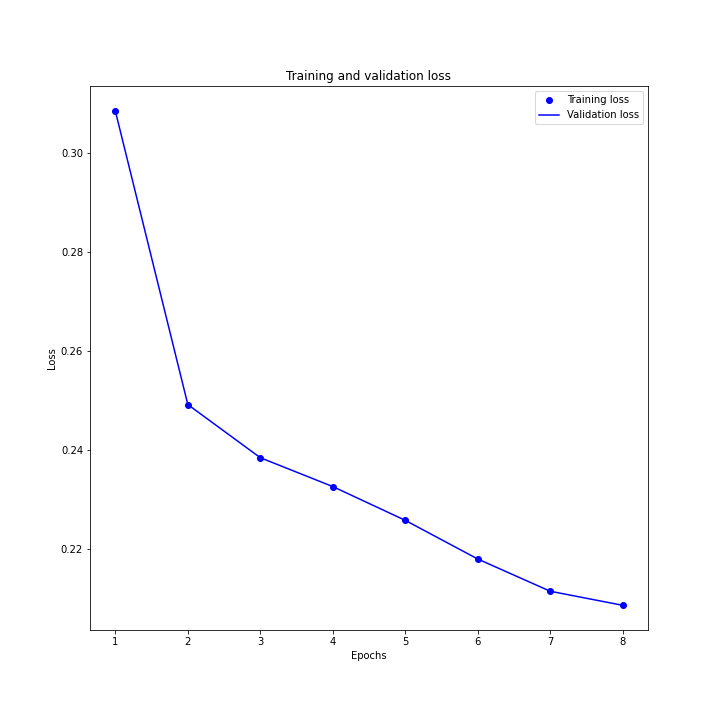 Training and validation loss
Training loss
Validation loss
0.30
0.28
0.26
0.24
0.22
Loss
1 2 3 4 5 6 7 8
Epochs